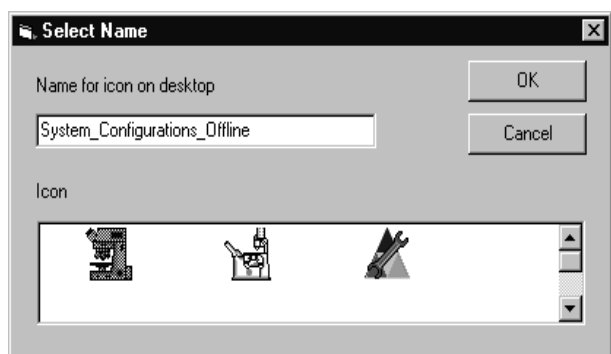 Select Name
Name for icon on desktop
OK
System_Configurations_Offline
Cancel
Icon